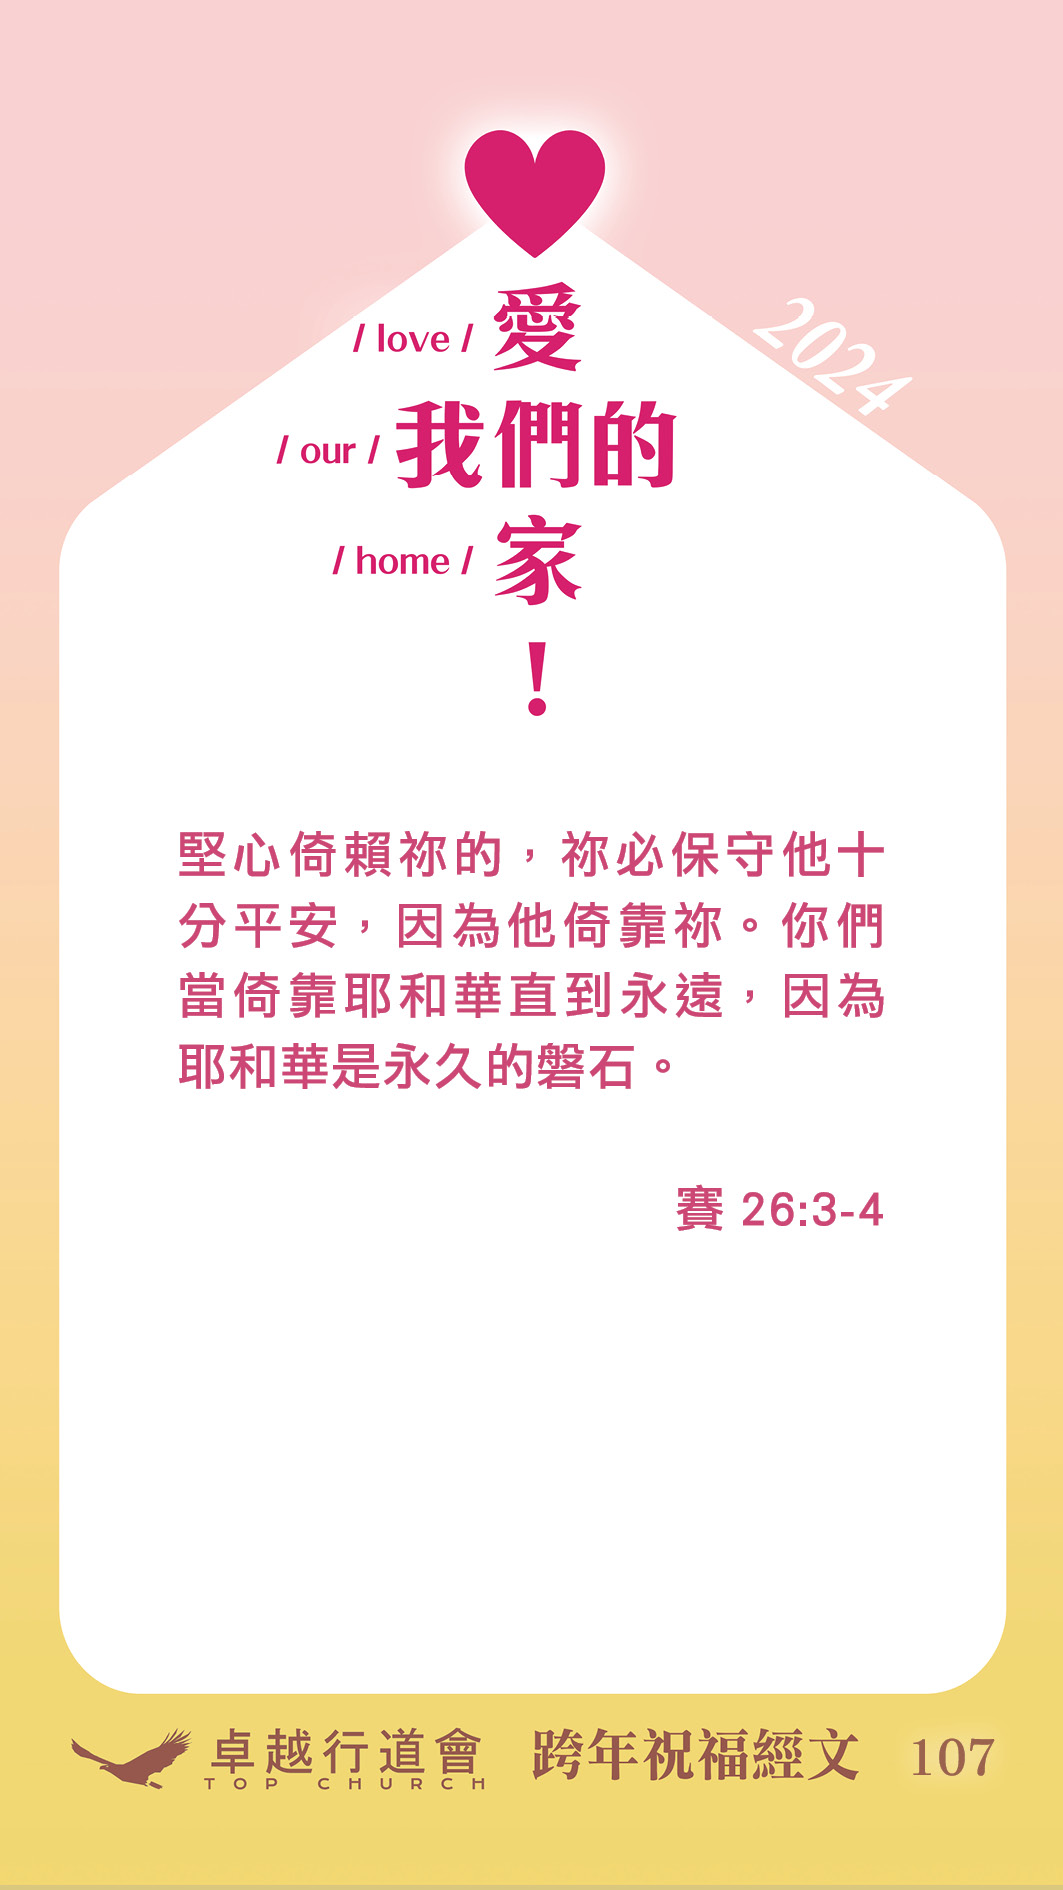 / love / 愛
/ our / 我們的
/ home / 家
!
2024
堅心倚賴祢的，祢必保守他十
分平安，因為他倚靠祢。你們
當倚靠耶和華直到永遠，因為
耶和華是永久的磐石。
賽 26:3-4
卓越行道會 跨年祝福經文 107
TOP CHURCH